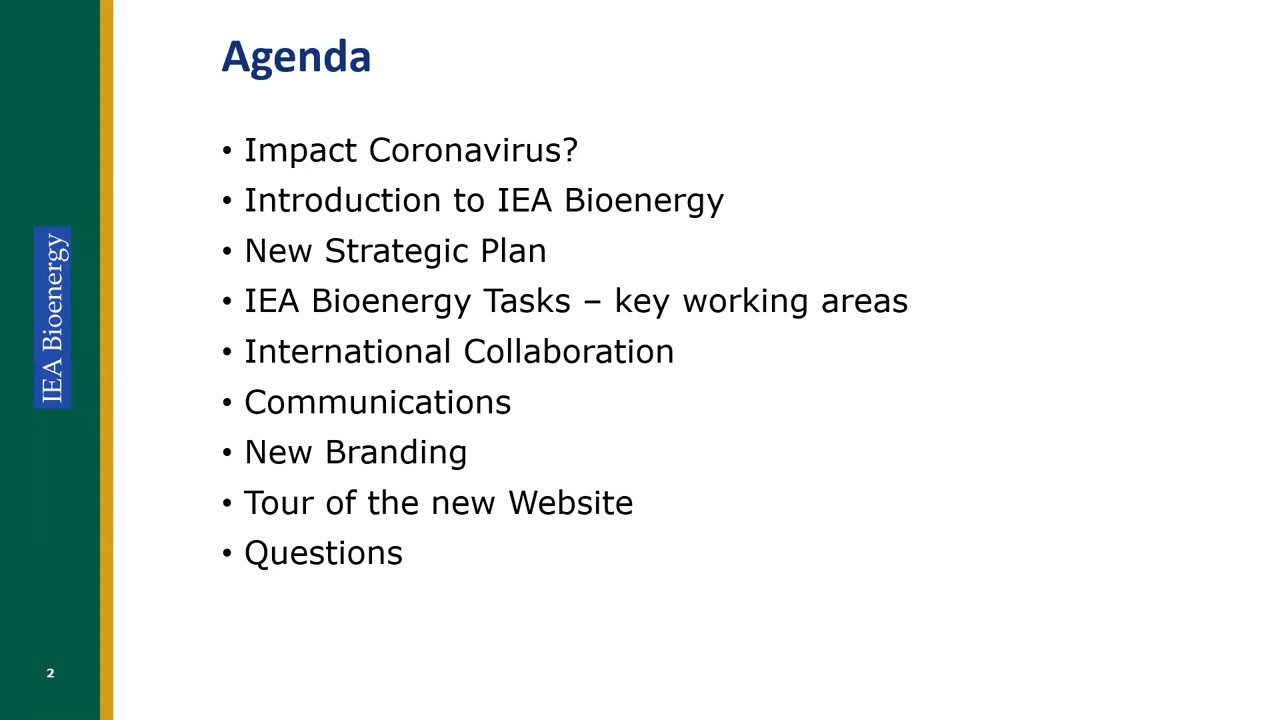 Agenda
• Impact Coronavirus?
• Introduction to IEA Bioenergy
• New Strategic Plan
• IEA Bioenergy Tasks – key working areas
• International Collaboration
• Communications
• New Branding
• Tour of the new Website
• Questions
IEA Bioenergy
2